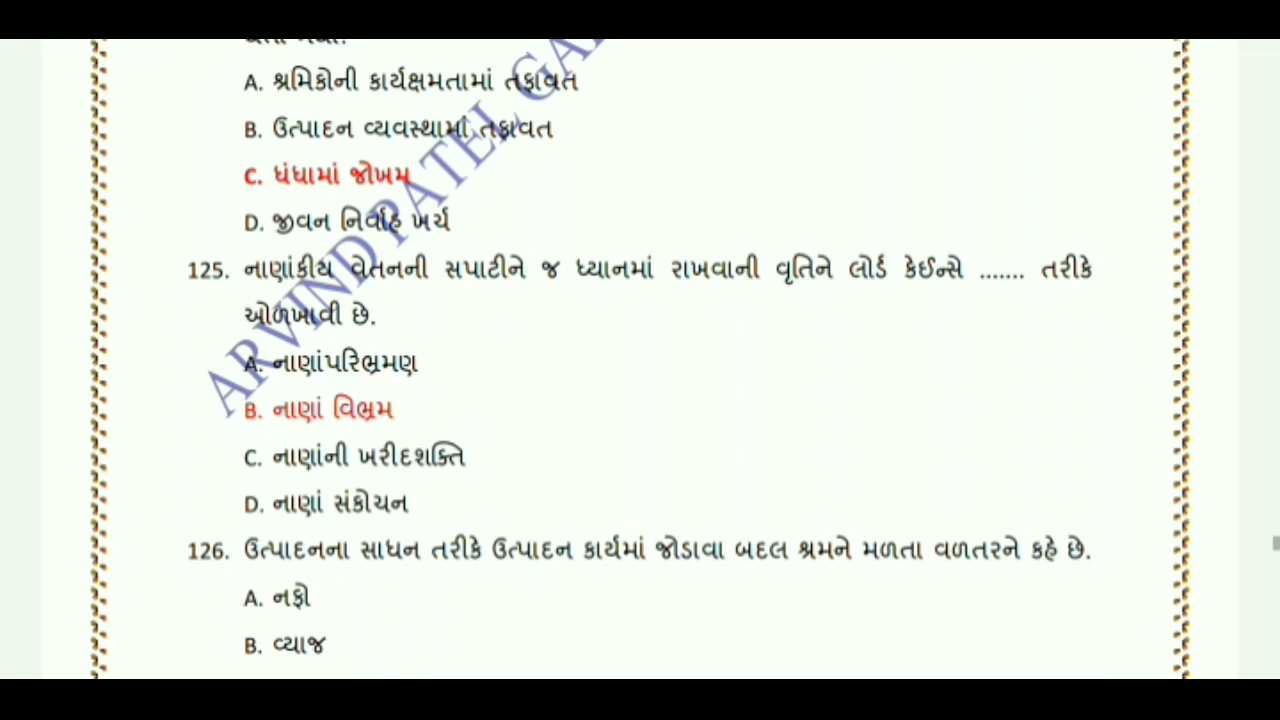 A. શ્રમિકોની કાર્યક્ષમતામાં તફાવત
B. ઉત્પાદન વ્યવસ્થામાં તફાવત
C. ધંધામાં જોખમ
D. જીવન નિર્વાહ ખર્ચ
125. નાણાંકીય વેતનની સપાટીને જ ધ્યાનમાં રાખવાની વૃતિને લોર્ડ કેઈન્સે ....... તરીકે
ઓળખાવી છે.
A. નાણાંપરિભ્રમણ
B. નાણાં વિભ્રમ
C. નાણાંની ખરીદશક્તિ
D. નાણાં સંકોચન
126. ઉત્પાદનના સાધન તરીકે ઉત્પાદન કાર્યમાં જોડાવા બદલ શ્રમને મળતા વળતરને કહે છે.
A. નફો
B. વ્યાજ
ARVIND PATEL